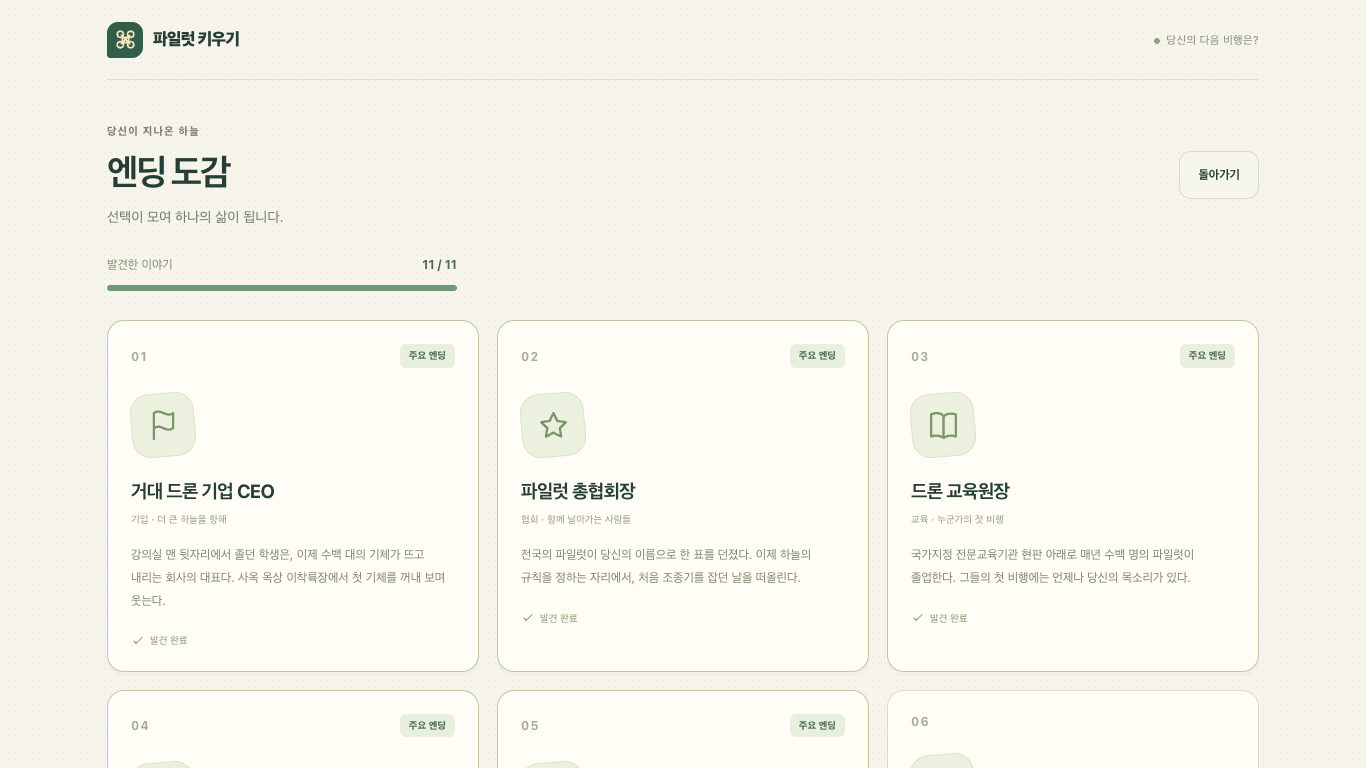 파일럿 키우기
당신의 다음 비행은?
당신이 지나온 하늘
엔딩 도감
돌아가기
선택이 모여 하나의 삶이 됩니다.
발견한 이야기
11 / 11
01
주요 엔딩
거대 드론 기업 CEO
기업 · 더 큰 하늘을 향해
강의실 맨 뒷자리에서 졸던 학생은, 이제 수백 대의 기체가 뜨고
내리는 회사의 대표다. 사옥 옥상 이착륙장에서 첫 기체를 꺼내 보며
웃는다.
발견 완료
02
주요 엔딩
파일럿 총협회장
협회 · 함께 날아가는 사람들
전국의 파일럿이 당신의 이름으로 한 표를 던졌다. 이제 하늘의
규칙을 정하는 자리에서, 처음 조종기를 잡던 날을 떠올린다.
발견 완료
03
주요 엔딩
드론 교육원장
교육 · 누군가의 첫 비행
국가지정 전문교육기관 현판 아래로 매년 수백 명의 파일럿이
졸업한다. 그들의 첫 비행에는 언제나 당신의 목소리가 있다.
발견 완료
04
주요 엔딩
05
주요 엔딩
06